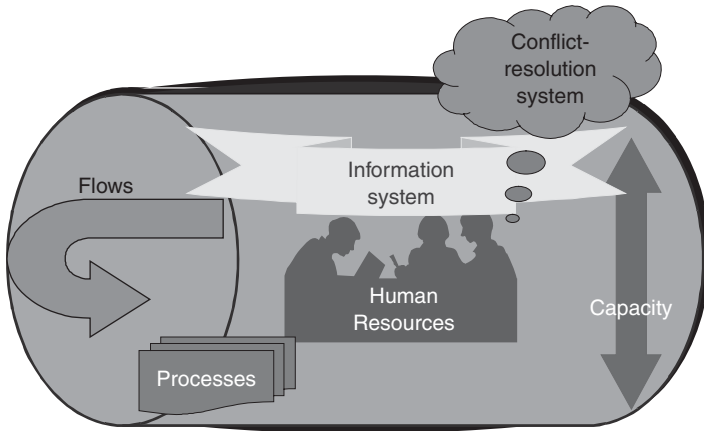 Conflict-
resolution
system
Information
system
Flows
Human
Resources
Capacity
Processes